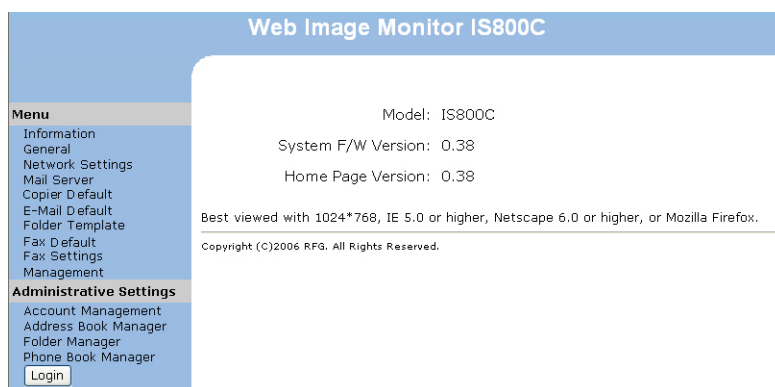 Web Image Monitor IS800C
Menu
Information
General
Network Settings
Mail Server
Copier Default
E-Mail Default
Folder Template
Fax Default
Fax Settings
Management
Administrative Settings
Account Management
Address Book Manager
Folder Manager
Phone Book Manager
Login
Model: IS800C
System F/W Version: 0.38
Home Page Version: 0.38
Best viewed with 1024*768, IE 5.0 or higher, Netscape 6.0 or higher, or Mozilla Firefox.
Copyright (C)2006 RFG. All Rights Reserved.